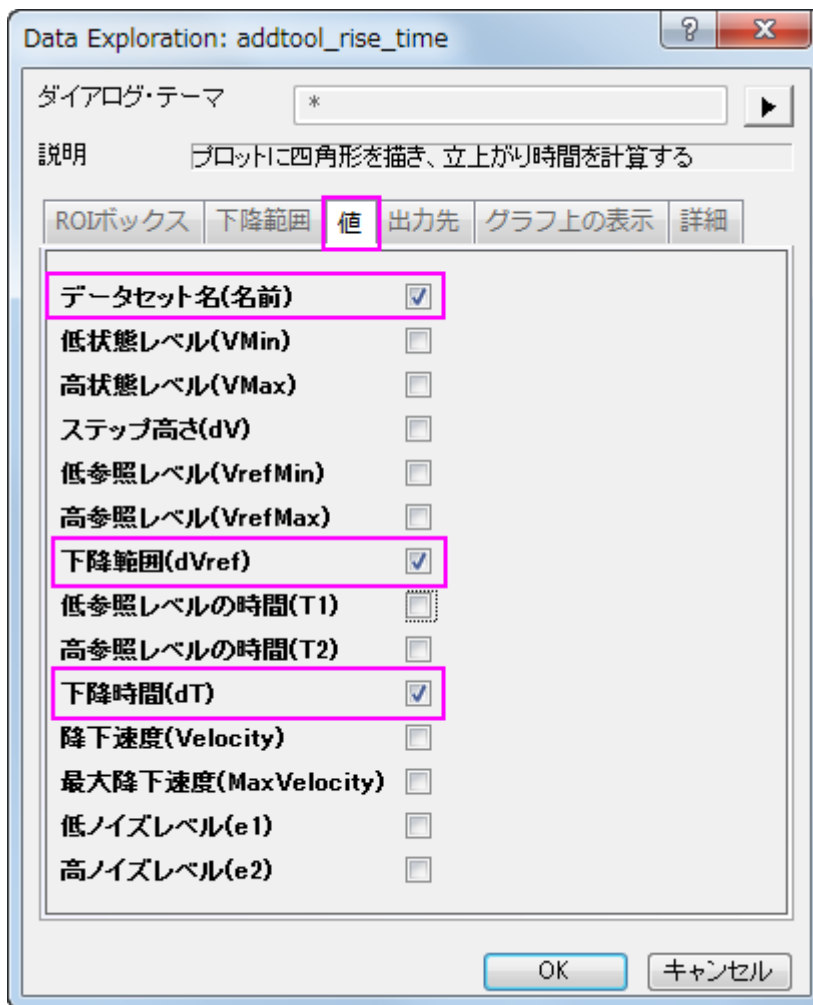 Data Exploration: addtool_rise_time
ダイアログ・テーマ *
説明 プロットに四角形を描き、立上がり時間を計算する
ROIボックス 下降範囲 値 出力先 グラフ上の表示 詳細
データセット名(名前)
低状態レベル(VMin)
高状態レベル(VMax)
ステップ高さ(dV)
低参照レベル(VrefMin)
高参照レベル(VrefMax)
下降範囲(dVref)
低参照レベルの時間(T1)
高参照レベルの時間(T2)
下降時間(dT)
降下速度(Velocity)
最大降下速度(MaxVelocity)
低ノイズレベル(e1)
高ノイズレベル(e2)
OK キャンセル